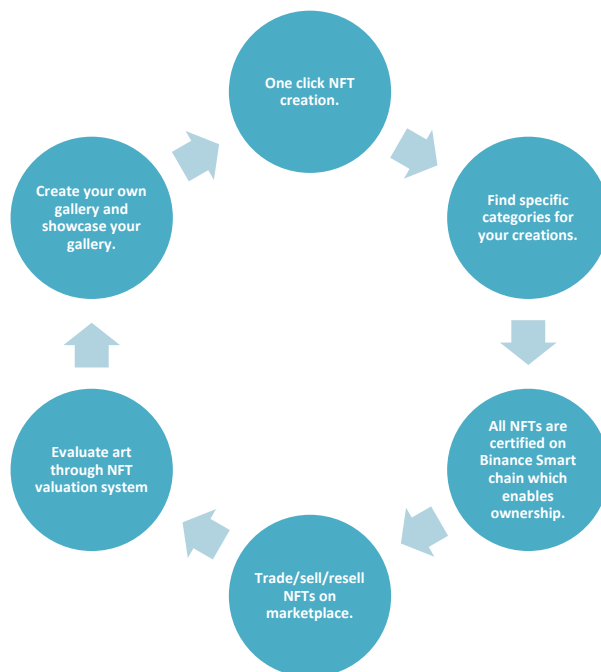 One click NFT
creation.
Find specific
categories for
your creations.
All NFTs are
certified on
Binance Smart
chain which
enables
ownership.
Trade/sell/resell
NFTs on
marketplace.
Evaluate art
through NFT
valuation system
Create your own
gallery and
showcase your
gallery.